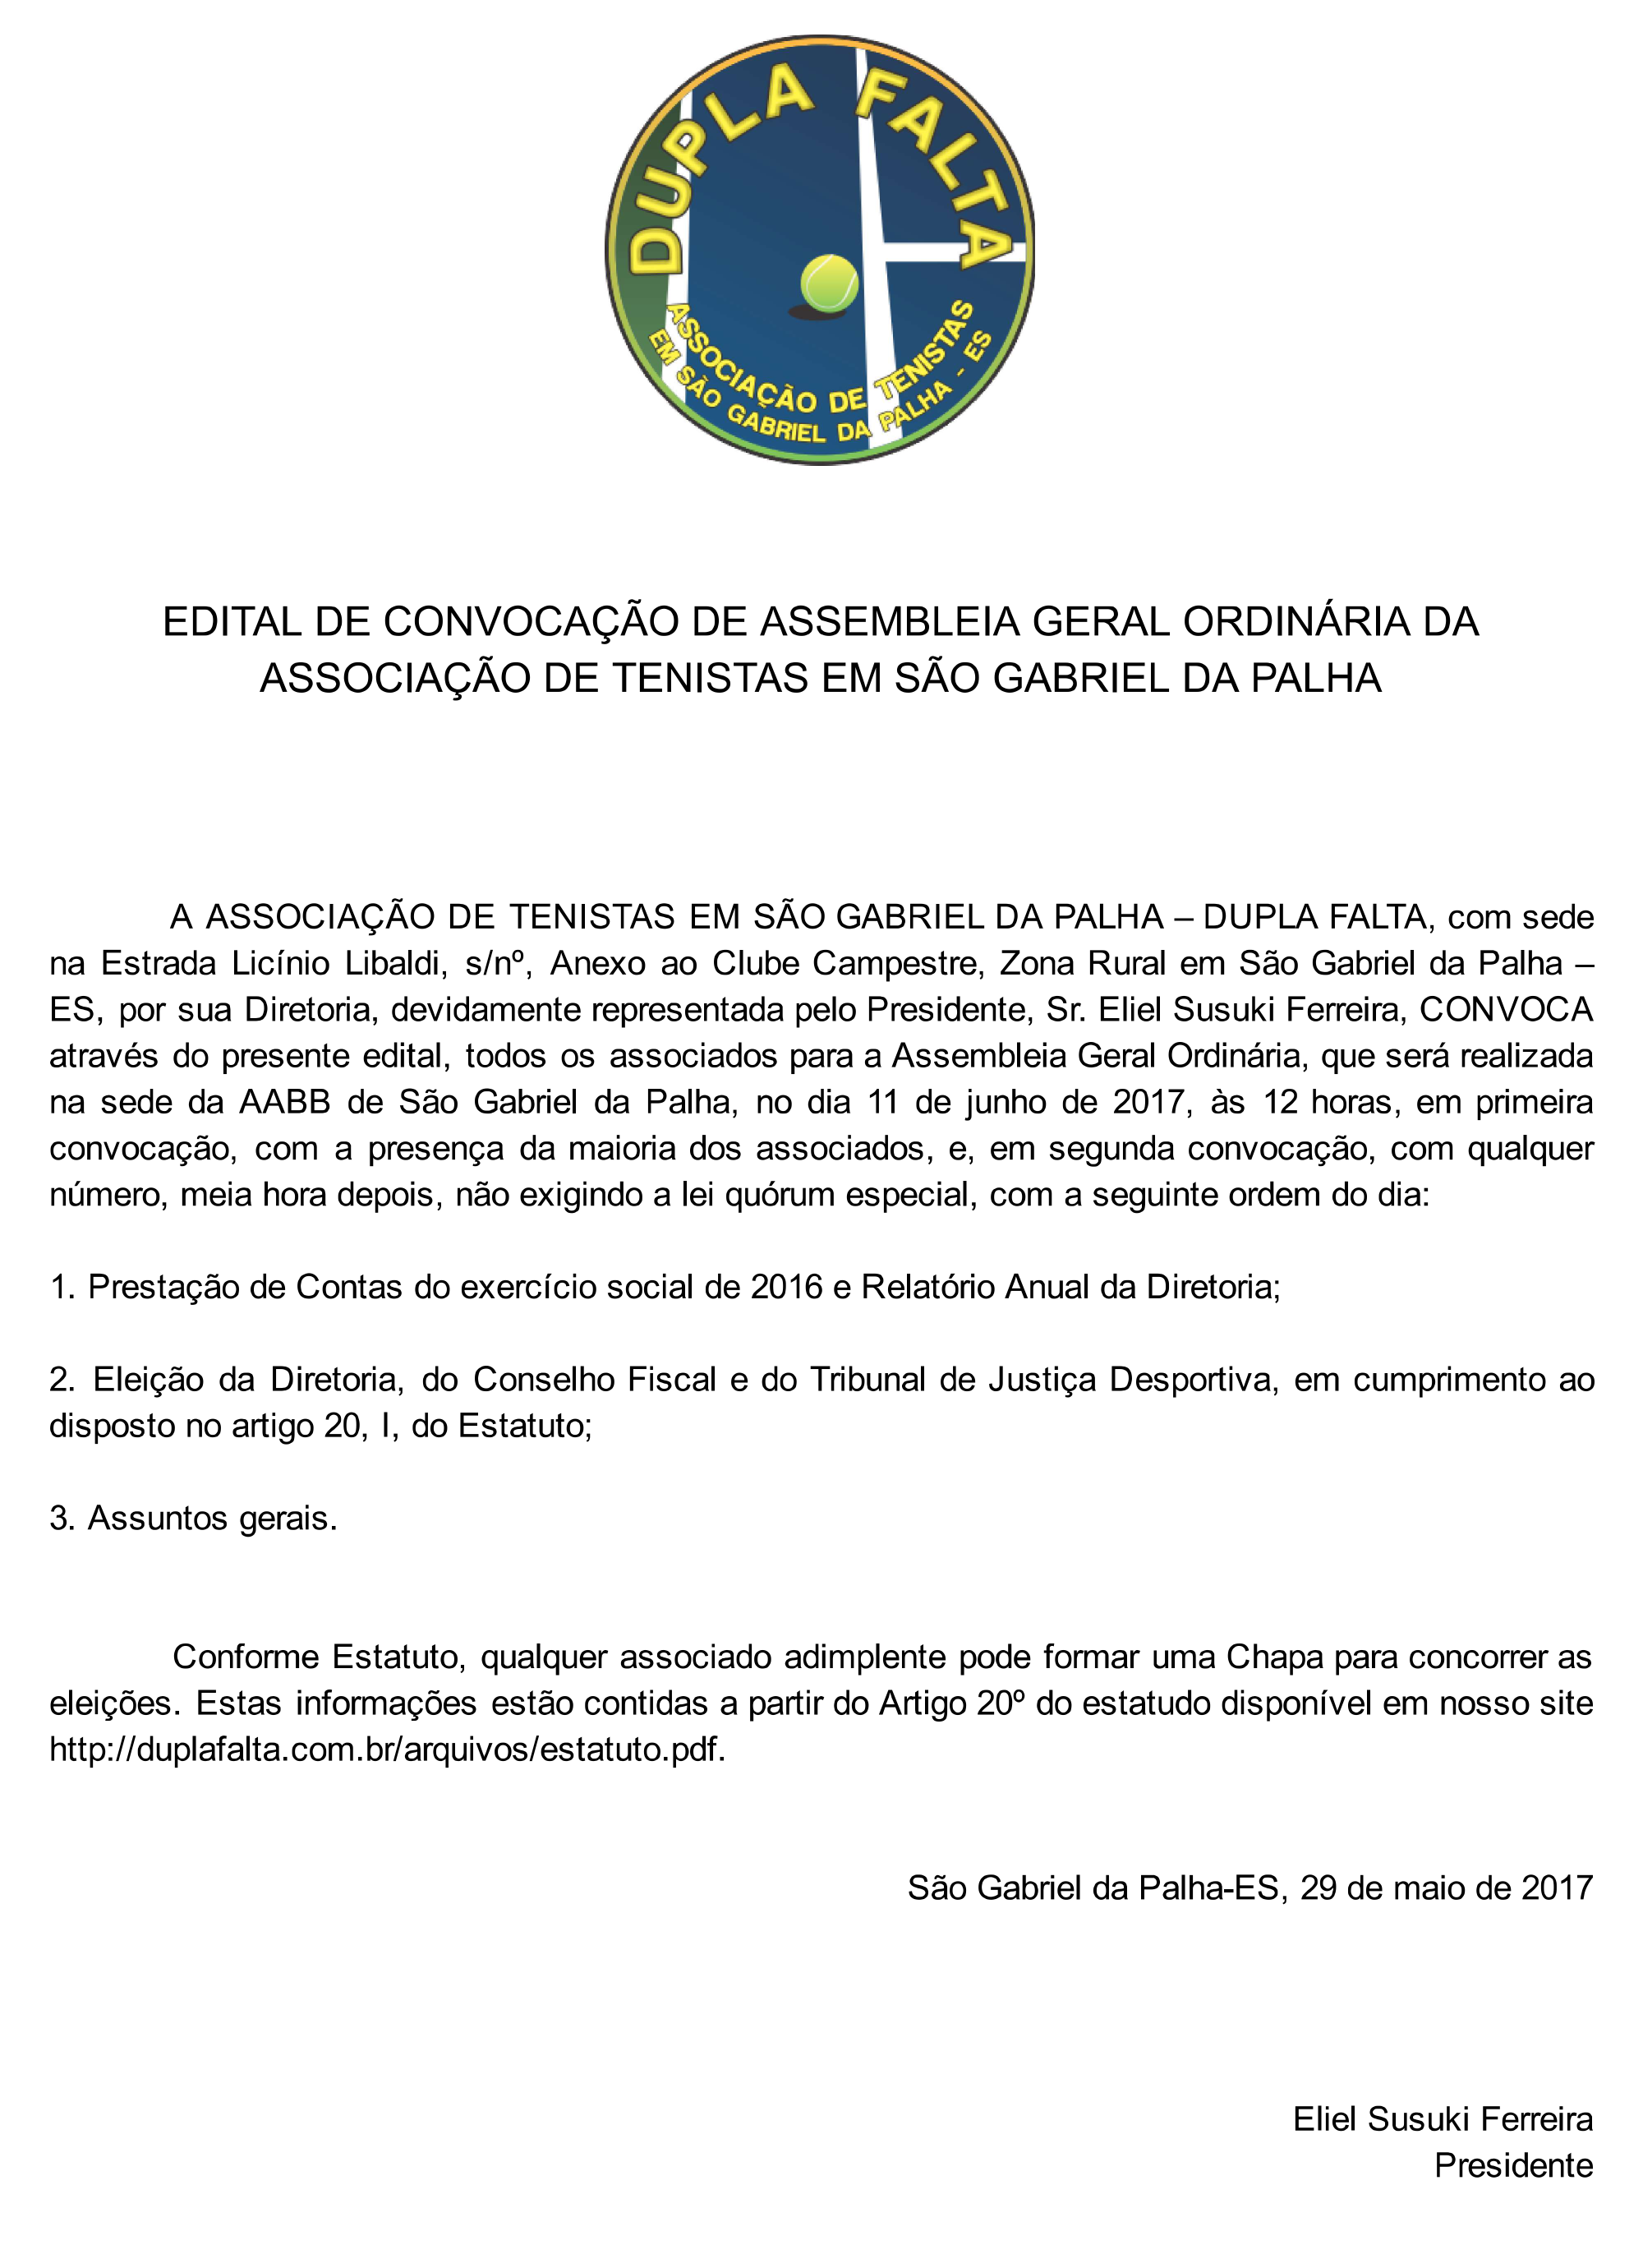 DUPLA FALTA
ASSOCIAÇÃO DE TENISTAS
EM SÃO GABRIEL DA PALHA - ES
EDITAL DE CONVOCAÇÃO DE ASSEMBLEIA GERAL ORDINÁRIA DA
ASSOCIAÇÃO DE TENISTAS EM SÃO GABRIEL DA PALHA
A ASSOCIAÇÃO DE TENISTAS EM SÃO GABRIEL DA PALHA – DUPLA FALTA, com sede
na Estrada Licínio Libaldi, s/nº, Anexo ao Clube Campestre, Zona Rural em São Gabriel da Palha –
ES, por sua Diretoria, devidamente representada pelo Presidente, Sr. Eliel Susuki Ferreira, CONVOCA
através do presente edital, todos os associados para a Assembleia Geral Ordinária, que será realizada
na sede da AABB de São Gabriel da Palha, no dia 11 de junho de 2017, às 12 horas, em primeira
convocação, com a presença da maioria dos associados, e, em segunda convocação, com qualquer
número, meia hora depois, não exigindo a lei quórum especial, com a seguinte ordem do dia:
1. Prestação de Contas do exercício social de 2016 e Relatório Anual da Diretoria;
2. Eleição da Diretoria, do Conselho Fiscal e do Tribunal de Justiça Desportiva, em cumprimento ao
disposto no artigo 20, I, do Estatuto;
3. Assuntos gerais.
Conforme Estatuto, qualquer associado adimplente pode formar uma Chapa para concorrer as
eleições. Estas informações estão contidas a partir do Artigo 20º do estatudo disponível em nosso site
http://duplafalta.com.br/arquivos/estatuto.pdf.
São Gabriel da Palha-ES, 29 de maio de 2017
Eliel Susuki Ferreira
Presidente